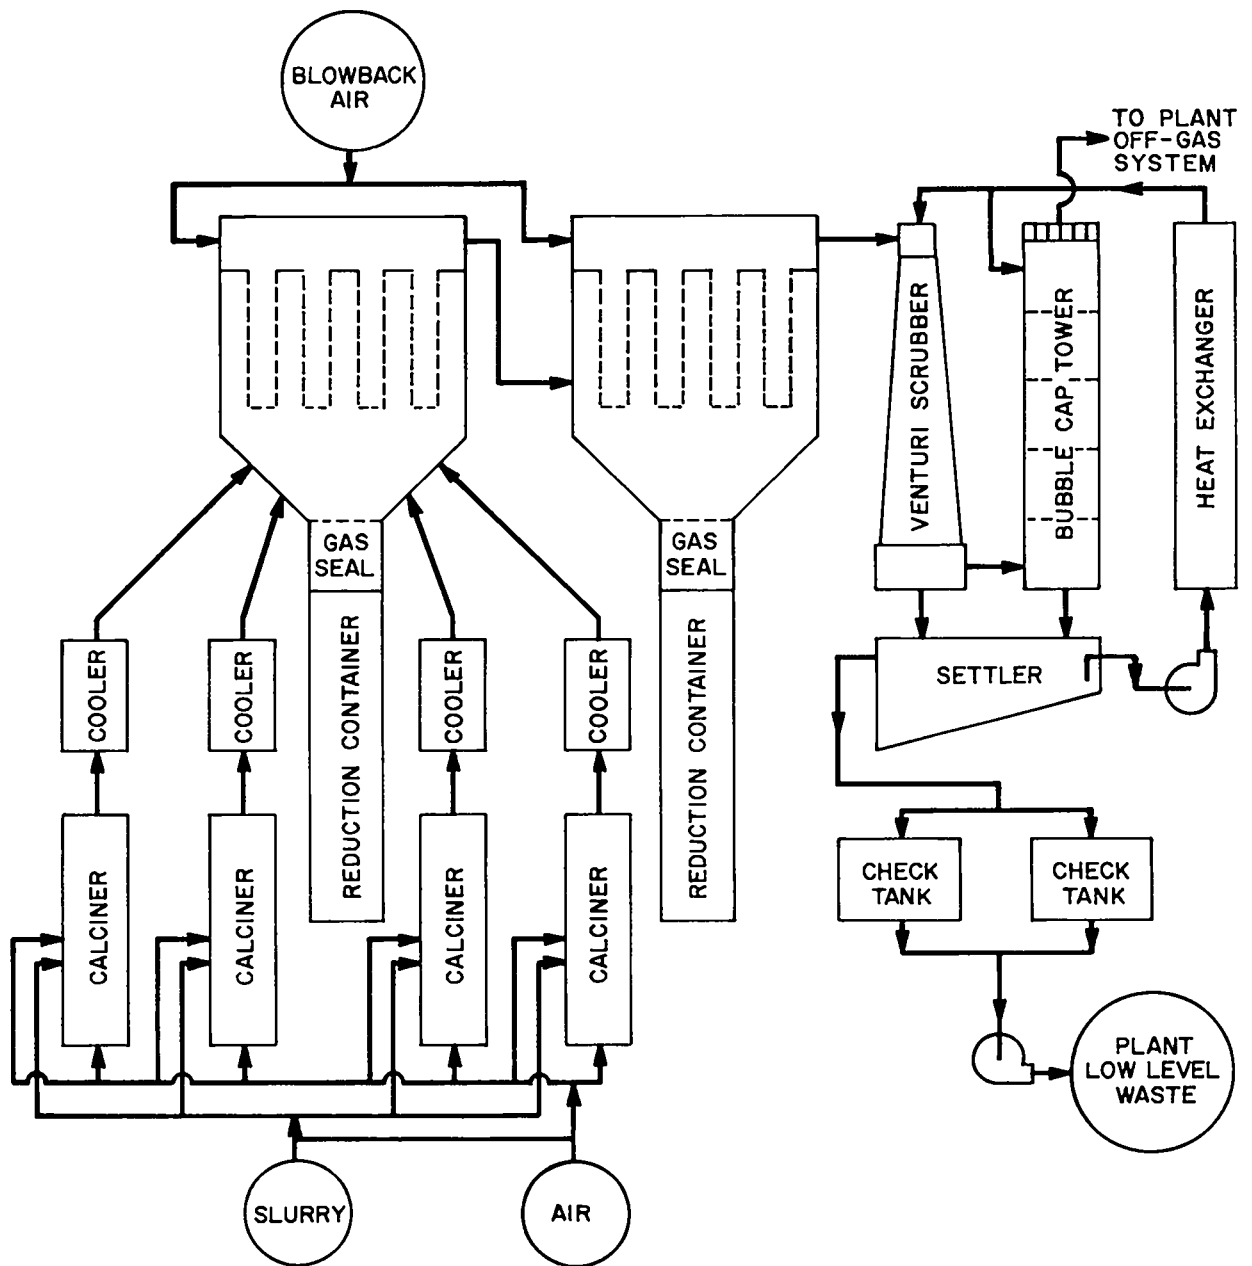 BLOWBACK
AIR
TO PLANT
OFF-GAS
SYSTEM
VENTURI SCRUBBER
BUBBLE CAP TOWER
HEAT EXCHANGER
GAS
SEAL
GAS
SEAL
REDUCTION CONTAINER
REDUCTION CONTAINER
COOLER
COOLER
COOLER
COOLER
SETTLER
CALCINER
CALCINER
CALCINER
CALCINER
CHECK
TANK
CHECK
TANK
PLANT
LOW LEVEL
WASTE
SLURRY
AIR